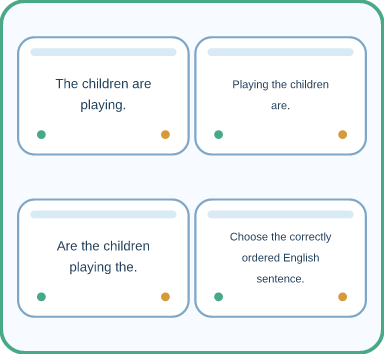 The children are
playing.
Playing the children
are.
Are the children
playing the.
Choose the correctly
ordered English
sentence.